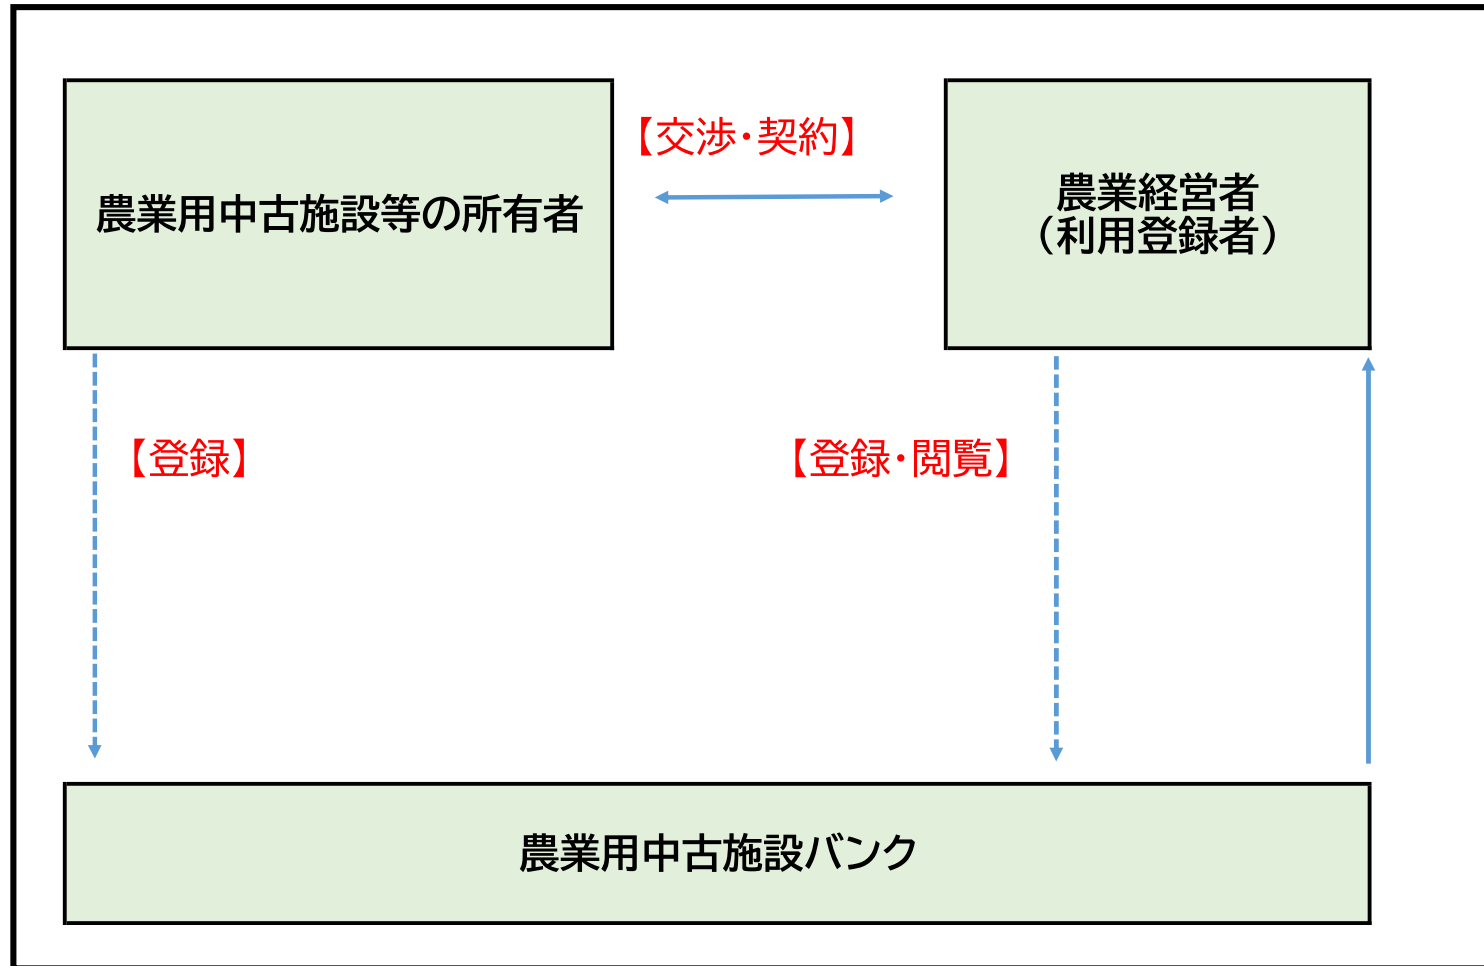 農業用中古施設等の所有者
【交渉・契約】
農業経営者
（利用登録者）
【登録】
【登録・閲覧】
農業用中古施設バンク